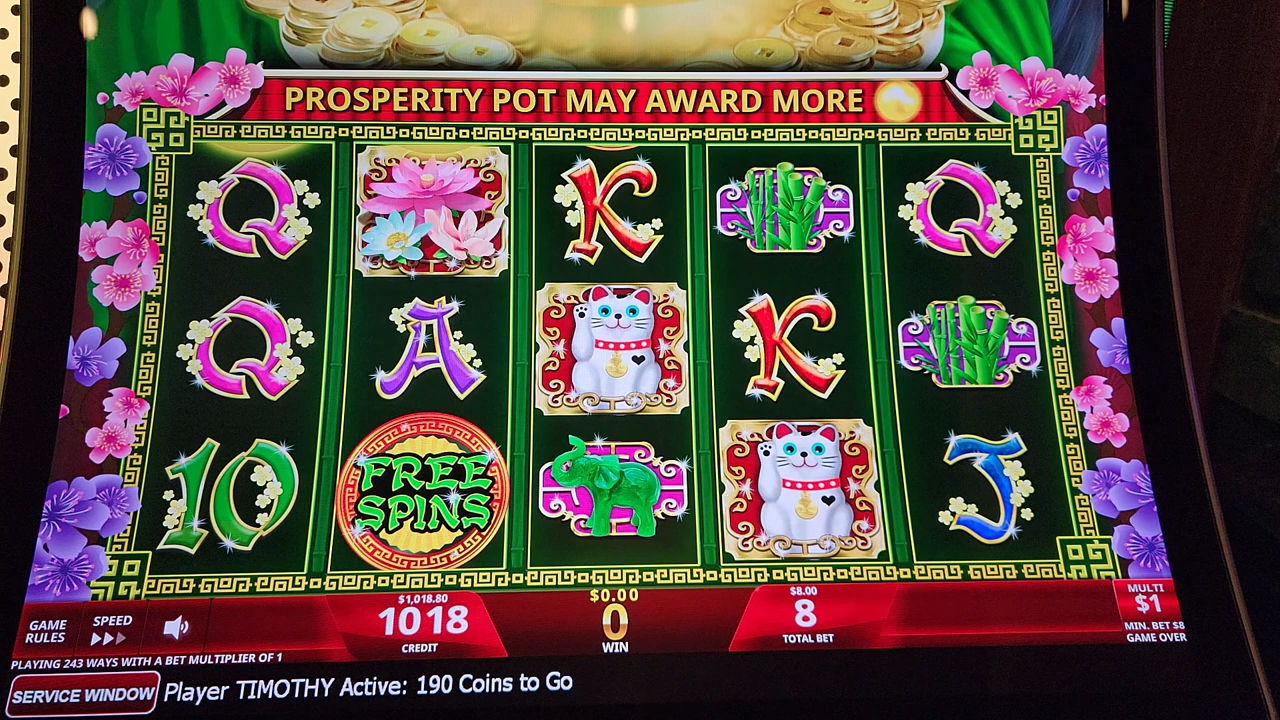 PROSPERITY POT MAY AWARD MORE
Q K Q
Q A K
10 FREE SPINS J
GAME RULES
SPEED
$1,018.80
1018
CREDIT
$0.00
0
WIN
$8.00
8
TOTAL BET
MULTI
$1
MIN. BET $8
GAME OVER
PLAYING 243 WAYS WITH A BET MULTIPLIER OF 1
SERVICE WINDOW Player TIMOTHY Active: 190 Coins to Go